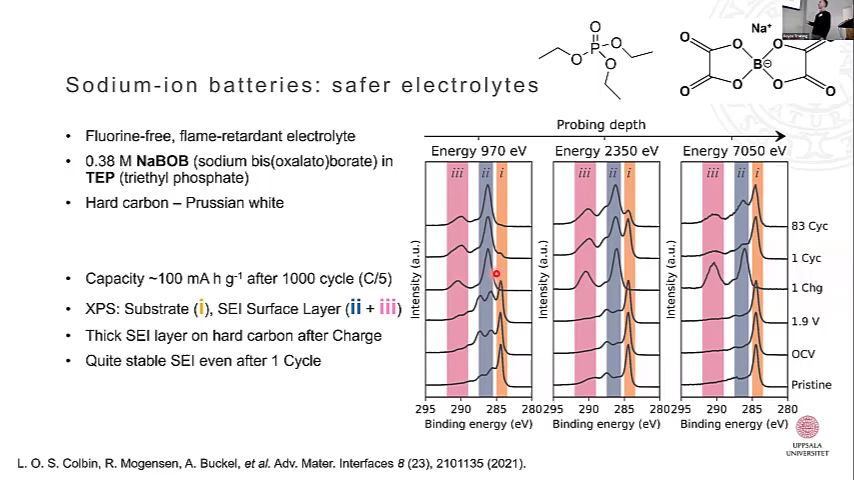 Na⁺
O
O
P
O
O
O
O
O
O
B⊖
O
O
O
O
Sodium-ion batteries: safer electrolytes
• Fluorine-free, flame-retardant electrolyte
• 0.38 M NaBOB (sodium bis(oxalato)borate) in
TEP (triethyl phosphate)
• Hard carbon – Prussian white
• Capacity ~100 mA h g⁻¹ after 1000 cycle (C/5)
• XPS: Substrate (i), SEI Surface Layer (ii + iii)
• Thick SEI layer on hard carbon after Charge
• Quite stable SEI even after 1 Cycle
Probing depth
Energy 970 eV Energy 2350 eV Energy 7050 eV
iii ii i iii ii i iii ii i
83 Cyc
1 Cyc
1 Chg
1.9 V
OCV
Pristine
Intensity (a.u.) Intensity (a.u.) Intensity (a.u.)
295 290 285 280 295 290 285 280 295 290 285 280
Binding energy (eV) Binding energy (eV) Binding energy (eV)
UPPSALA
UNIVERSITET
L. O. S. Colbin, R. Mogensen, A. Buckel, et al. Adv. Mater. Interfaces 8 (23), 2101135 (2021).